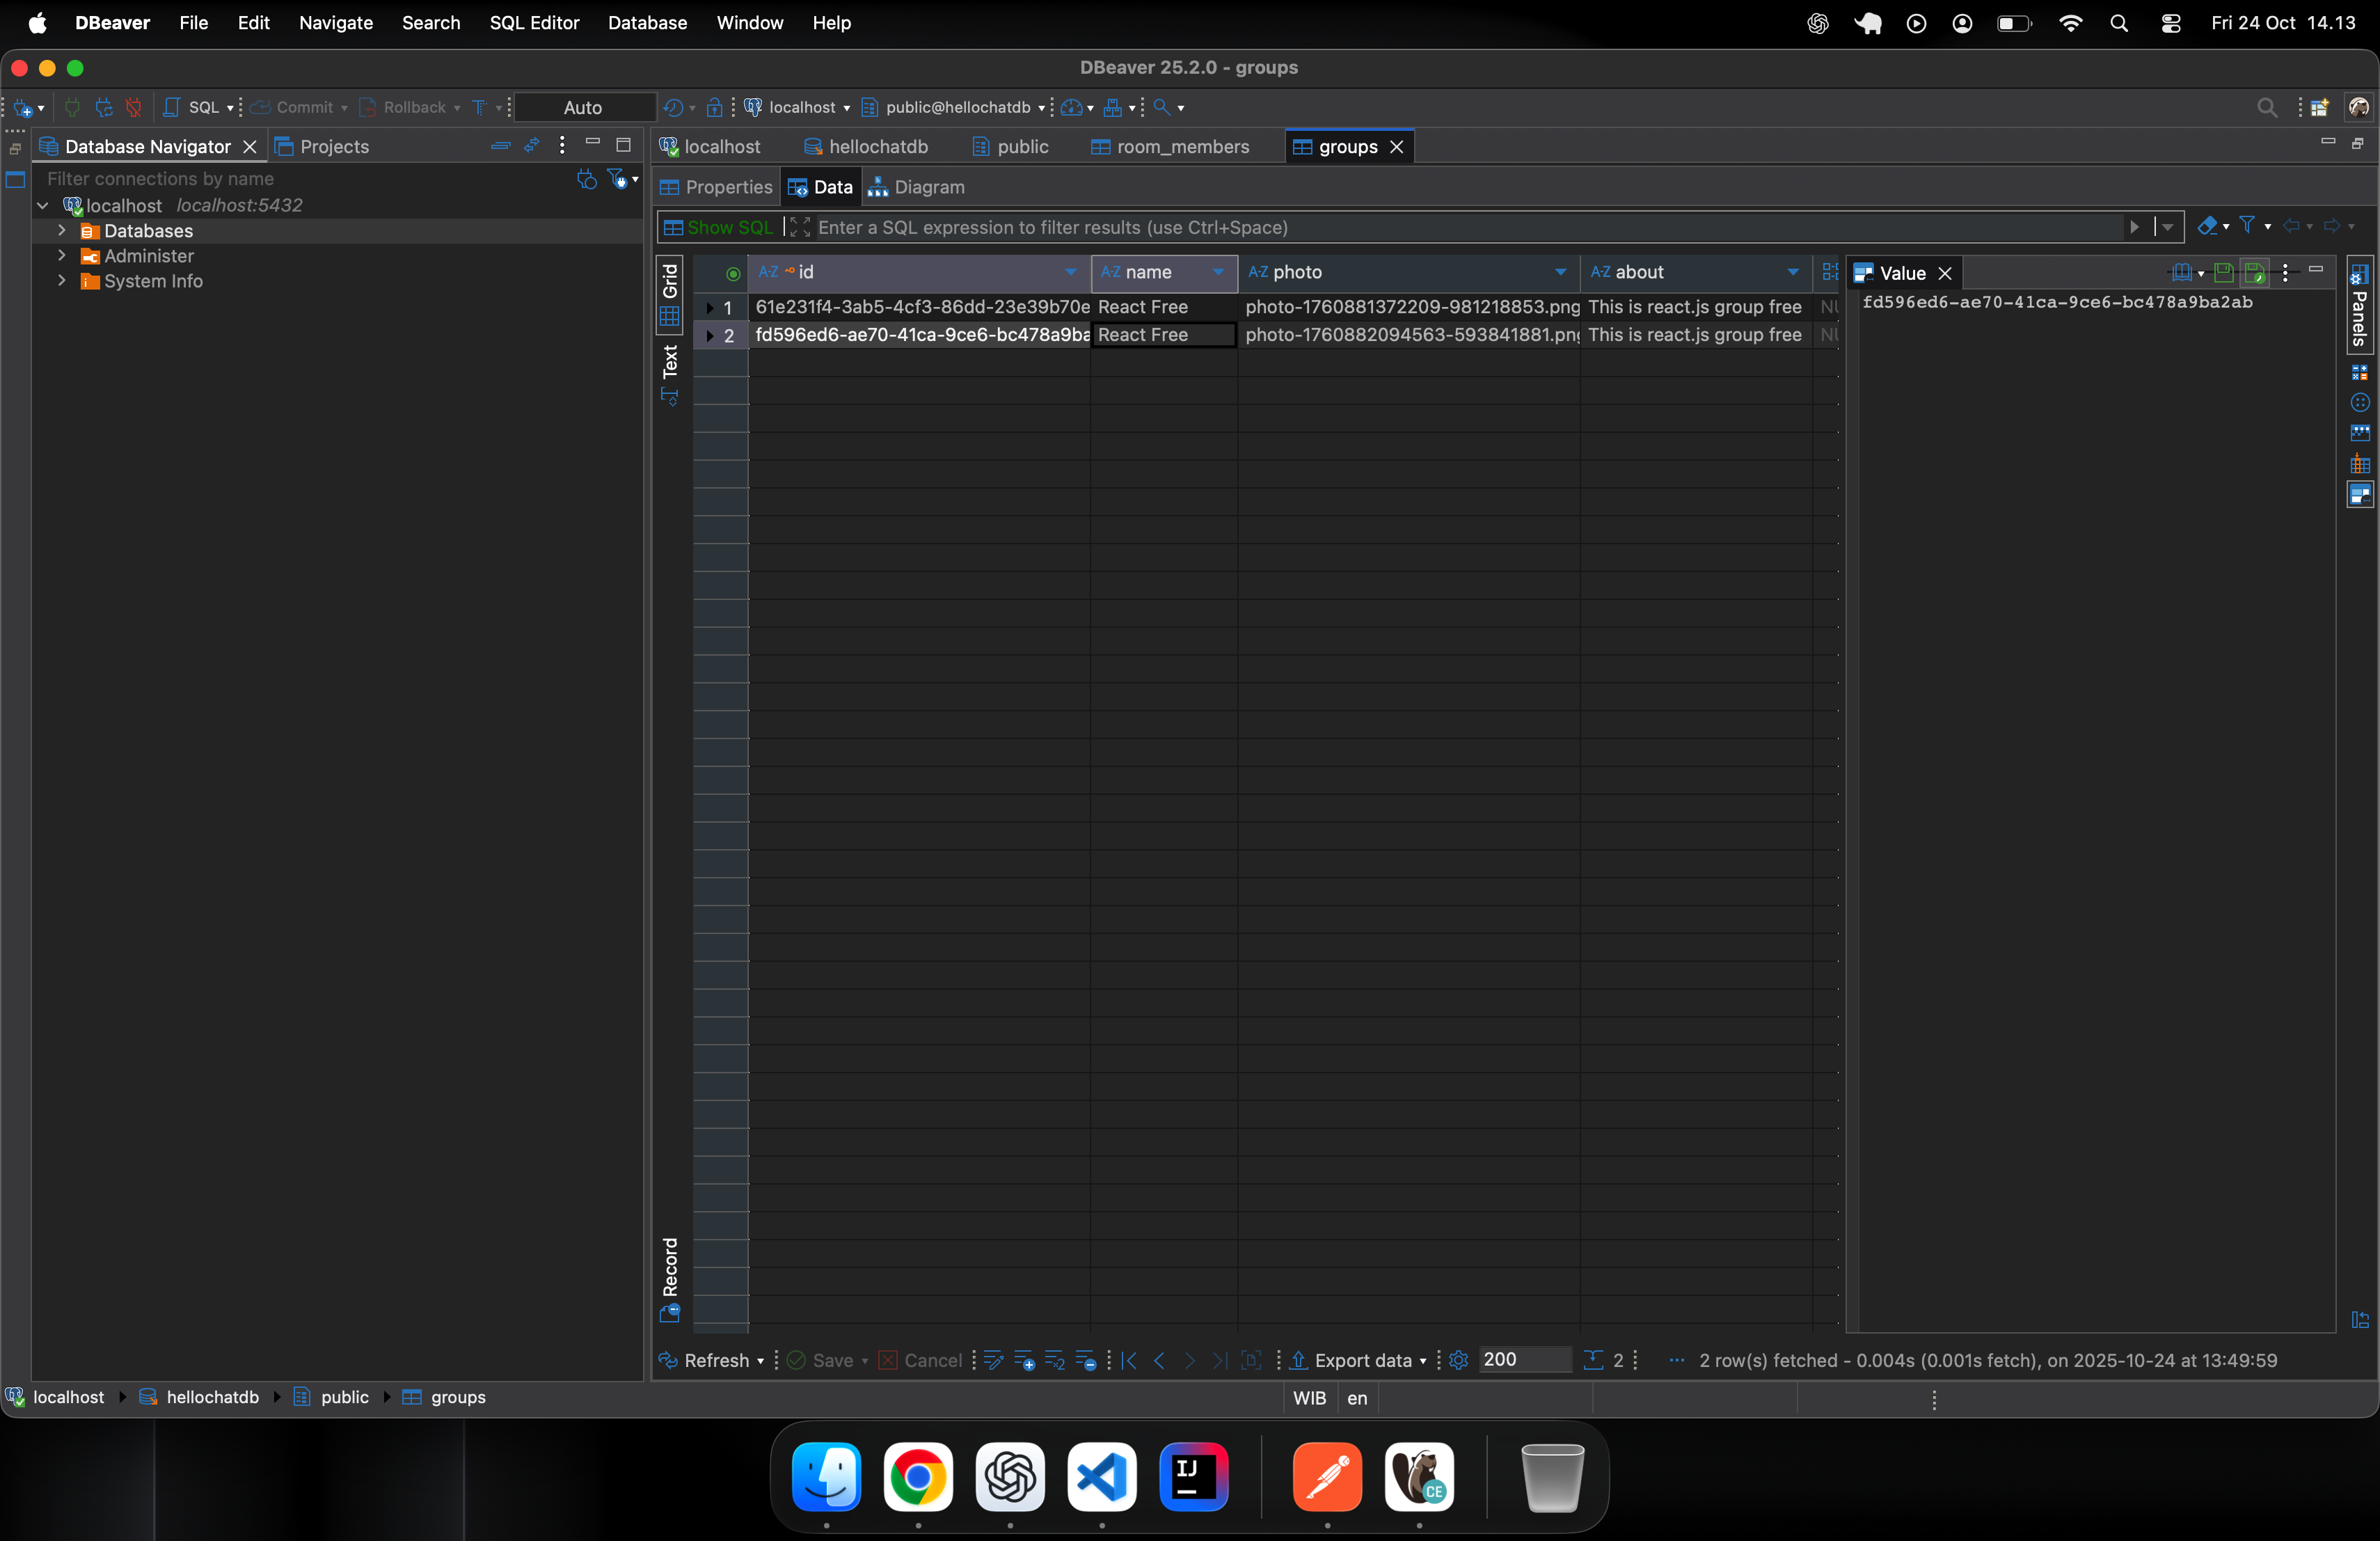 DBeaver File Edit Navigate Search SQL Editor Database Window Help Fri 24 Oct 14.13
DBeaver 25.2.0 - groups
SQL Commit Rollback T Auto localhost public@hellochatdb
Database Navigator Projects
localhost hellochatdb public room_members groups
Filter connections by name
Properties Data Diagram
localhost localhost:5432
Databases
Administer
System Info
Show SQL Enter a SQL expression to filter results (use Ctrl+Space)
Grid
Text
Record
A-Z id A-Z name A-Z photo A-Z about
1 61e231f4-3ab5-4cf3-86dd-23e39b70e React Free photo-1760881372209-981218853.png This is react.js group free NU
2 fd596ed6-ae70-41ca-9ce6-bc478a9ba React Free photo-1760882094563-593841881.png This is react.js group free NU
Value
fd596ed6-ae70-41ca-9ce6-bc478a9ba2ab
Panels
Refresh Save Cancel Export data 200 2 ... 2 row(s) fetched - 0.004s (0.001s fetch), on 2025-10-24 at 13:49:59
localhost hellochatdb public groups WIB en
IJ
CE